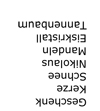 Geschenk
Kerze
Schnee
Nikolaus
Mandeln
Eiskristall
Tannenbaum